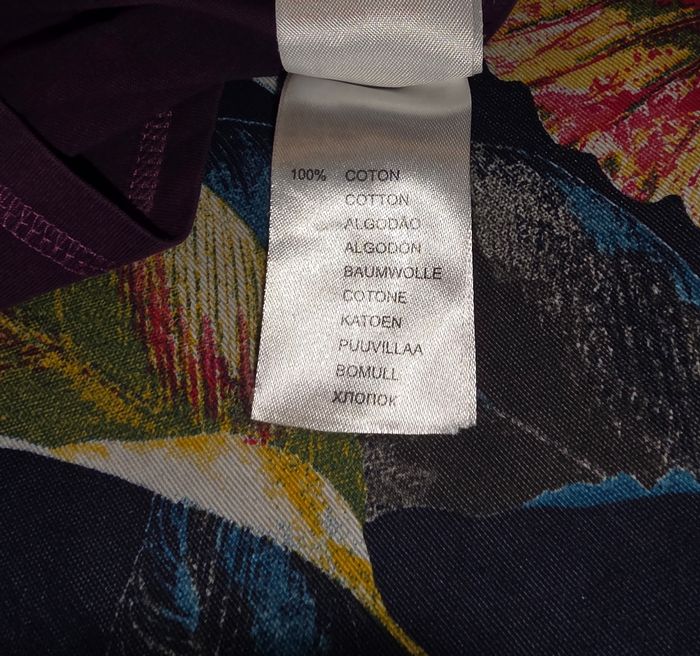 100% COTON
COTTON
ALGODÃO
ALGODÓN
BAUMWOLLE
COTONE
KATOEN
PUUVILLAA
BOMULL
ХЛОПОК